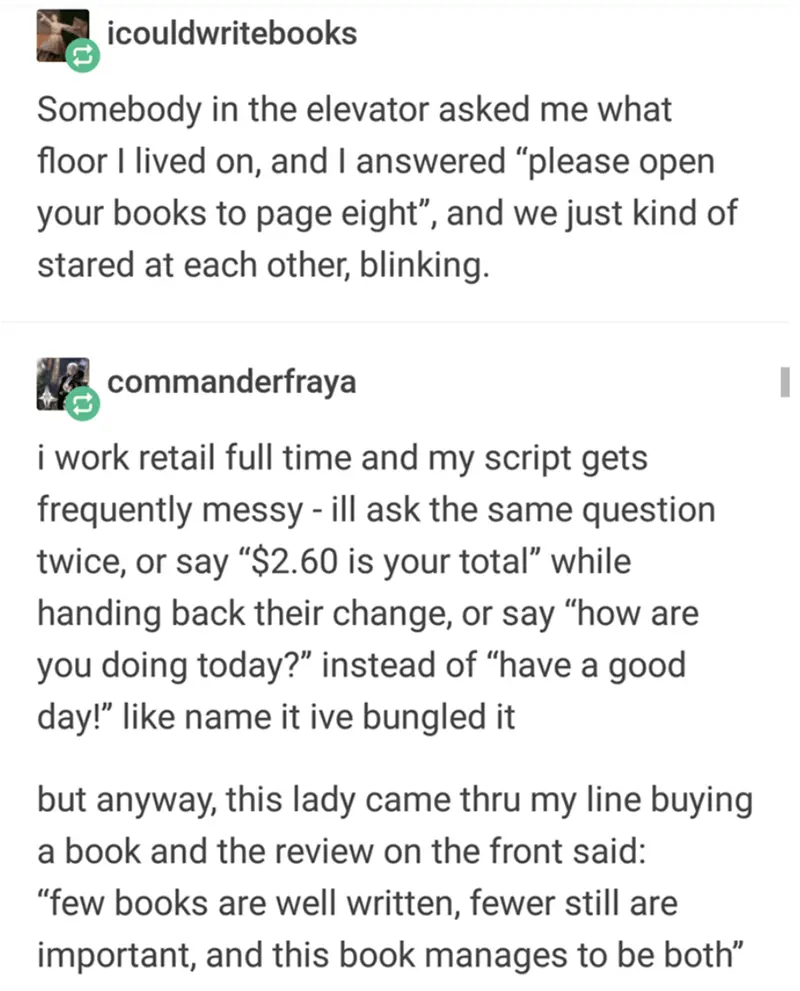 icouldwritebooks
Somebody in the elevator asked me what
floor I lived on, and I answered “please open
your books to page eight”, and we just kind of
stared at each other, blinking.
commanderfraya
i work retail full time and my script gets
frequently messy - ill ask the same question
twice, or say “$2.60 is your total” while
handing back their change, or say “how are
you doing today?” instead of “have a good
day!” like name it ive bungled it
but anyway, this lady came thru my line buying
a book and the review on the front said:
“few books are well written, fewer still are
important, and this book manages to be both”